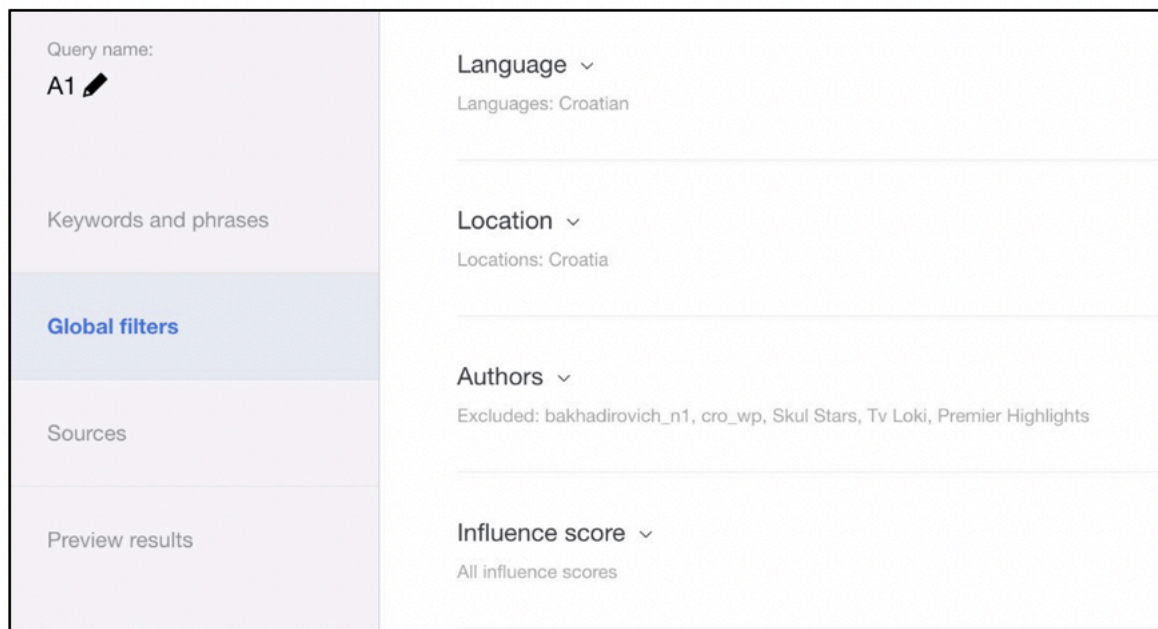 Query name:
A1
Keywords and phrases
Global filters
Sources
Preview results
Language
Languages: Croatian
Location
Locations: Croatia
Authors
Excluded: bakhadirovich_n1, cro_wp, Skul Stars, Tv Loki, Premier Highlights
Influence score
All influence scores